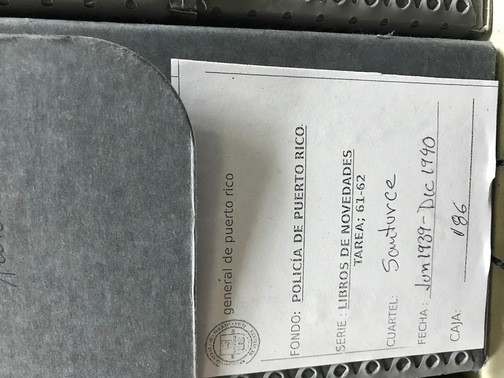 general de puerto rico
FONDO: POLICÍA DE PUERTO RICO
SERIE: LIBROS DE NOVEDADES
TAREA; 61-62
CUARTEL: Santurce
FECHA: Jun 1939-Dic 1940
CAJA: 186